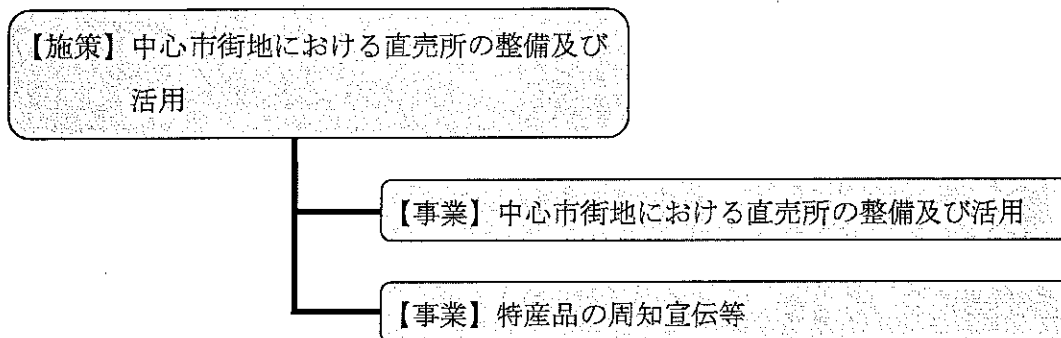 【施策】中心市街地における直売所の整備及び
活用
【事業】中心市街地における直売所の整備及び活用
【事業】特産品の周知宣伝等